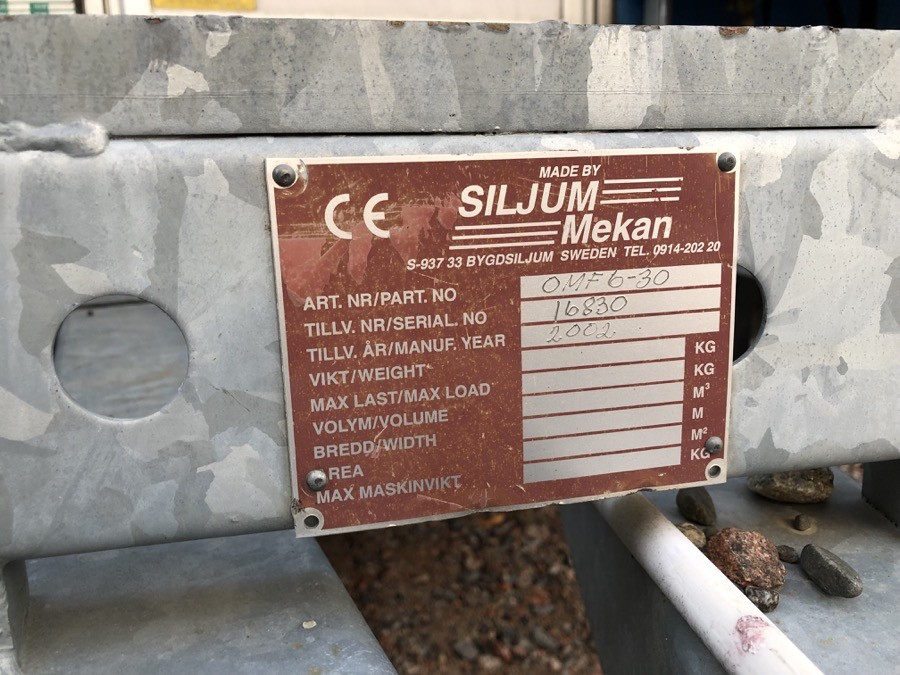 MADE BY
CE
SILJUM
Mekan
S-937 33 BYGDSILJUM SWEDEN TEL. 0914-202 20
ART. NR/PART. NO OMF6-30
TILLV. NR/SERIAL. NO 16830
TILLV. ÅR/MANUF. YEAR 2002
VIKT/WEIGHT KG
MAX LAST/MAX LOAD KG
VOLYM/VOLUME M³
BREDD/WIDTH M
AREA M²
MAX MASKINVIKT KG